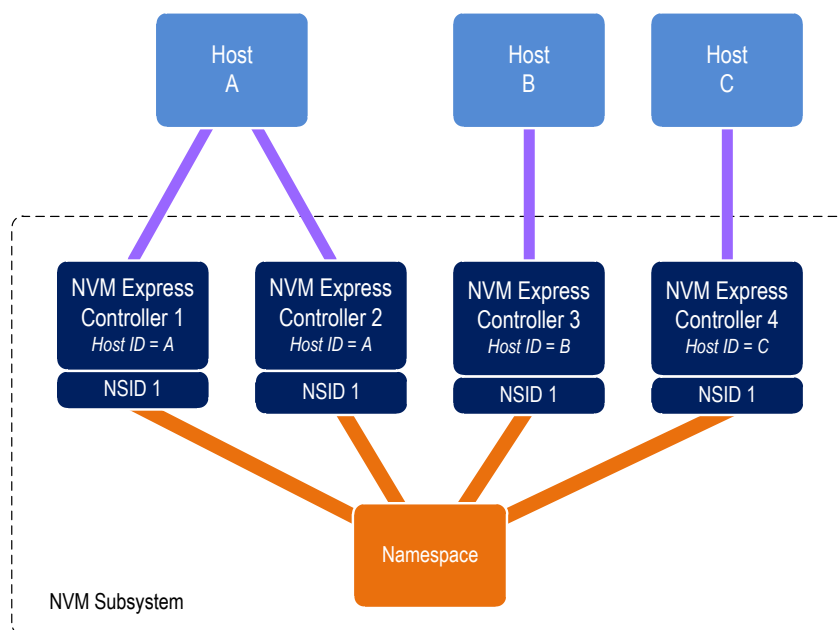 Host
A
Host
B
Host
C
NVM Express
Controller 1
Host ID = A
NSID 1
NVM Express
Controller 2
Host ID = A
NSID 1
NVM Express
Controller 3
Host ID = B
NSID 1
NVM Express
Controller 4
Host ID = C
NSID 1
Namespace
NVM Subsystem